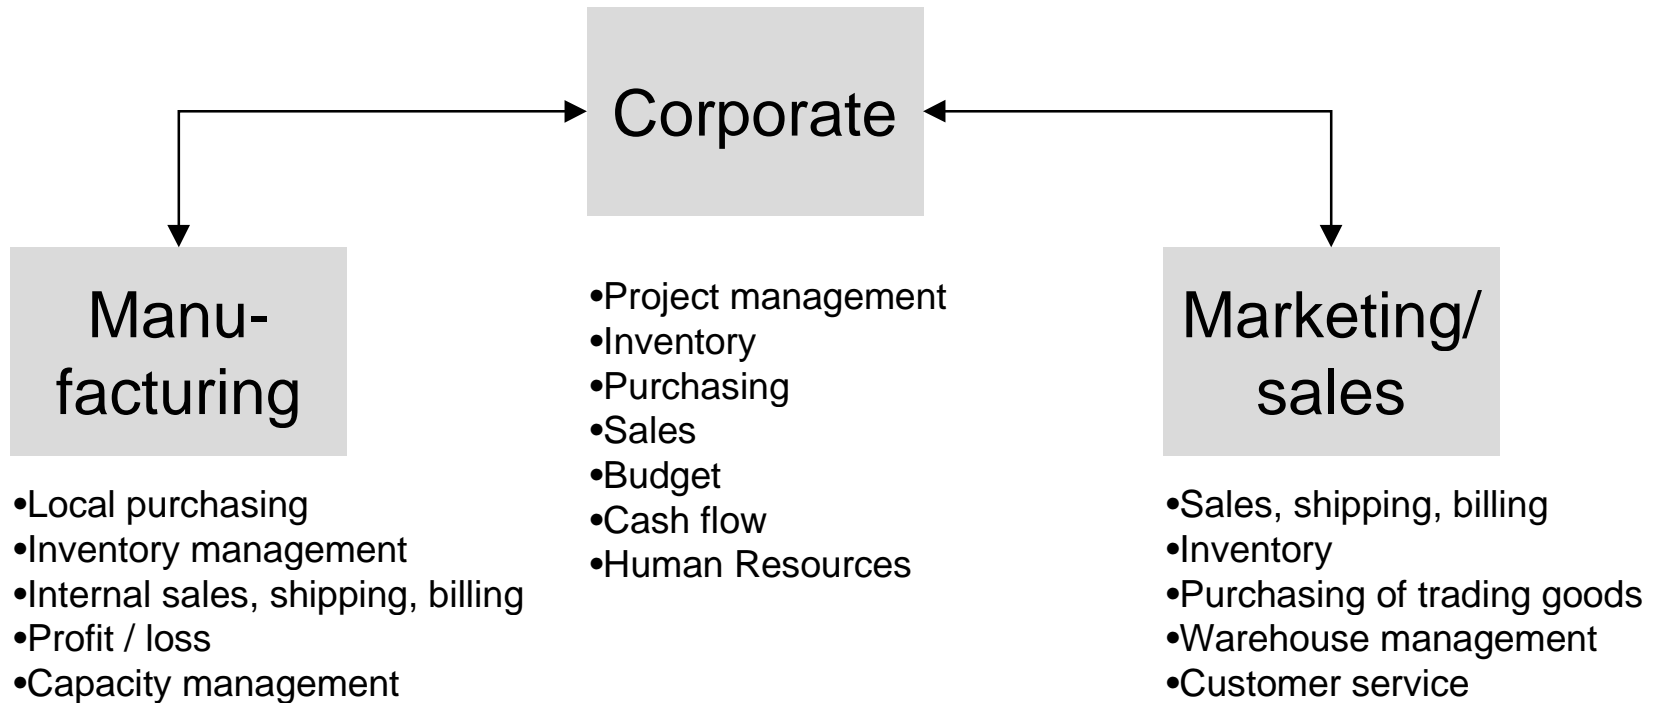 Corporate
Manu-
facturing
•Local purchasing
•Inventory management
•Internal sales, shipping, billing
•Profit / loss
•Capacity management
•Project management
•Inventory
•Purchasing
•Sales
•Budget
•Cash flow
•Human Resources
Marketing/
sales
•Sales, shipping, billing
•Inventory
•Purchasing of trading goods
•Warehouse management
•Customer service